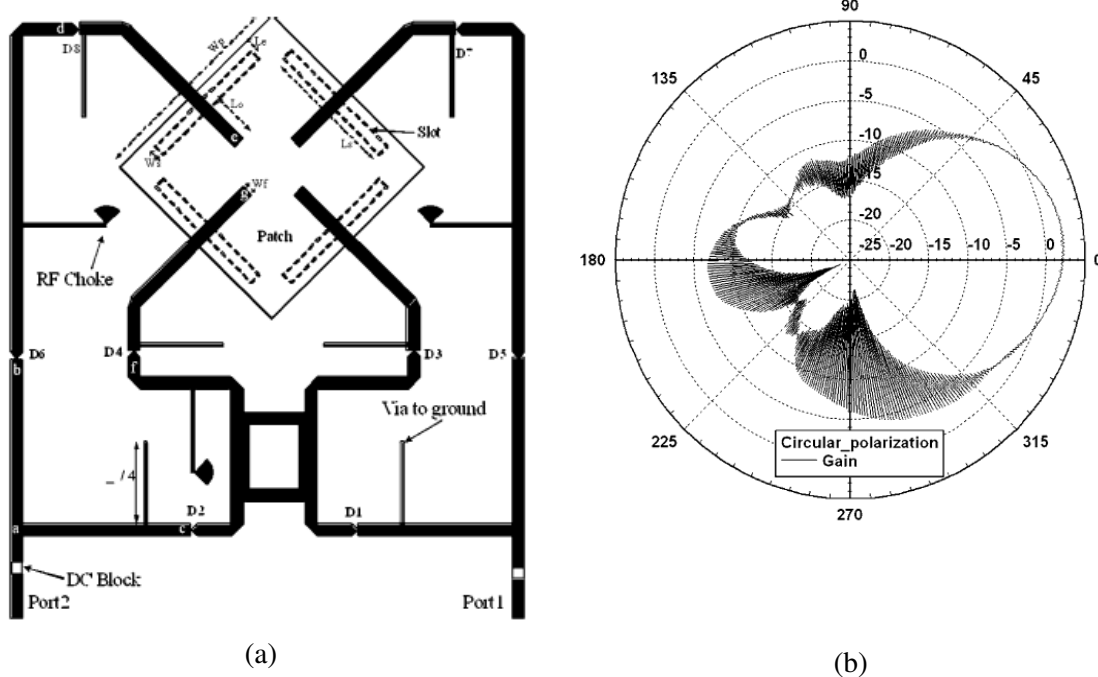 d
D8
D7
Wg
Le
Lo
e
Ws
Ls
Slot
g
Wf
Patch
RF Choke
D6
b
D4
f
D3
D5
Via to ground
_ /4
D2
D1
a
c
DC Block
Port2
Port1
(a)
90
135
45
0
-5
-10
-15
-20
-25
-20
-15
-10
-5
0
180
0
225
315
Circular_polarization
Gain
270
(b)